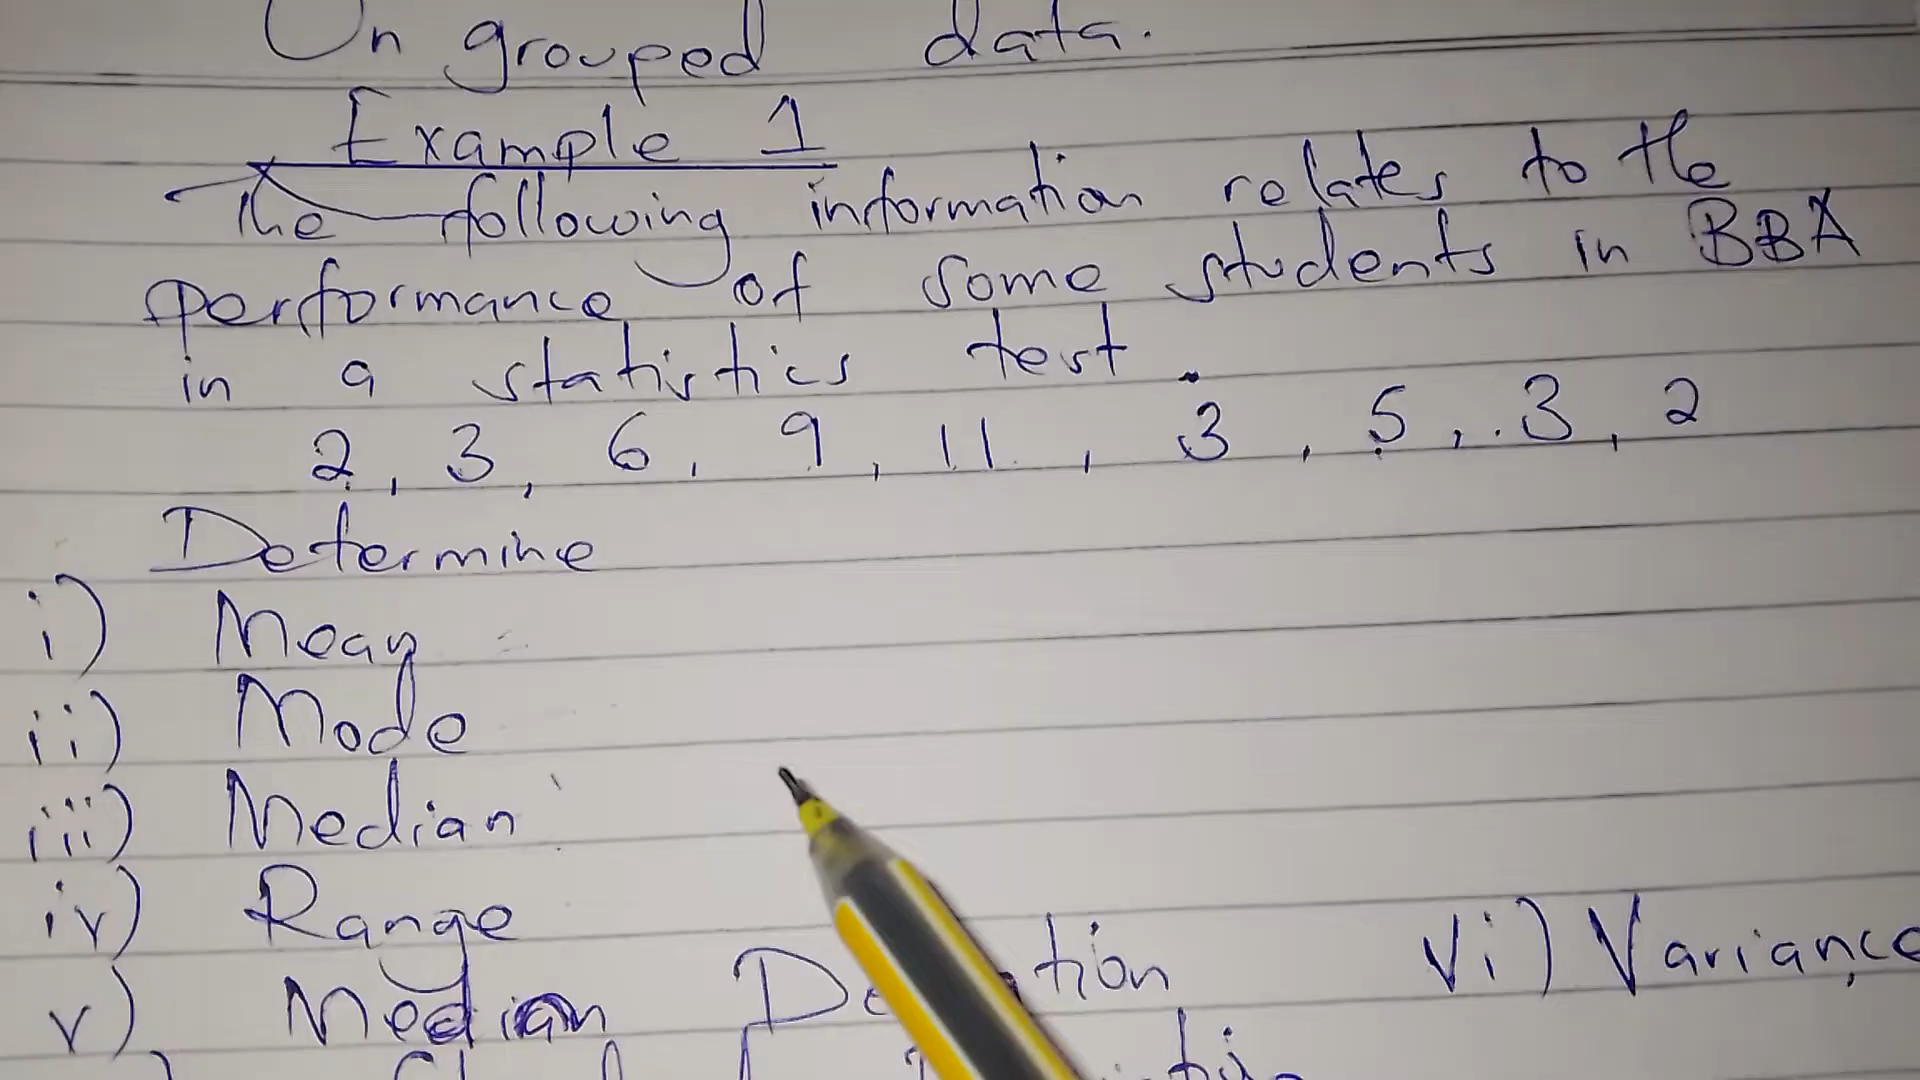 Un grouped data.
Example 1
The following information relates to the
performance of some students in BBA
in a statistics test.
2, 3, 6, 9, 11, 3, 5, 3, 2
Determine
i) Mean
ii) Mode
iii) Median
iv) Range
v) Median vi) Variance